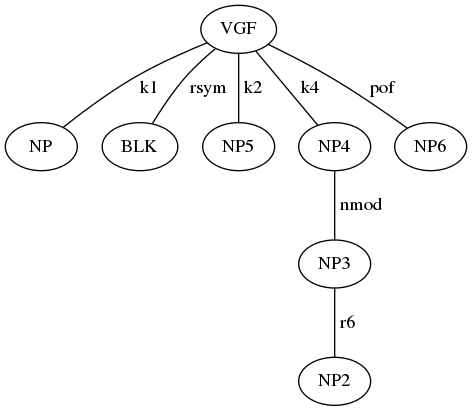 VGF
k1 rsym k2 k4 pof
NP BLK NP5 NP4 NP6
nmod
NP3
r6
NP2